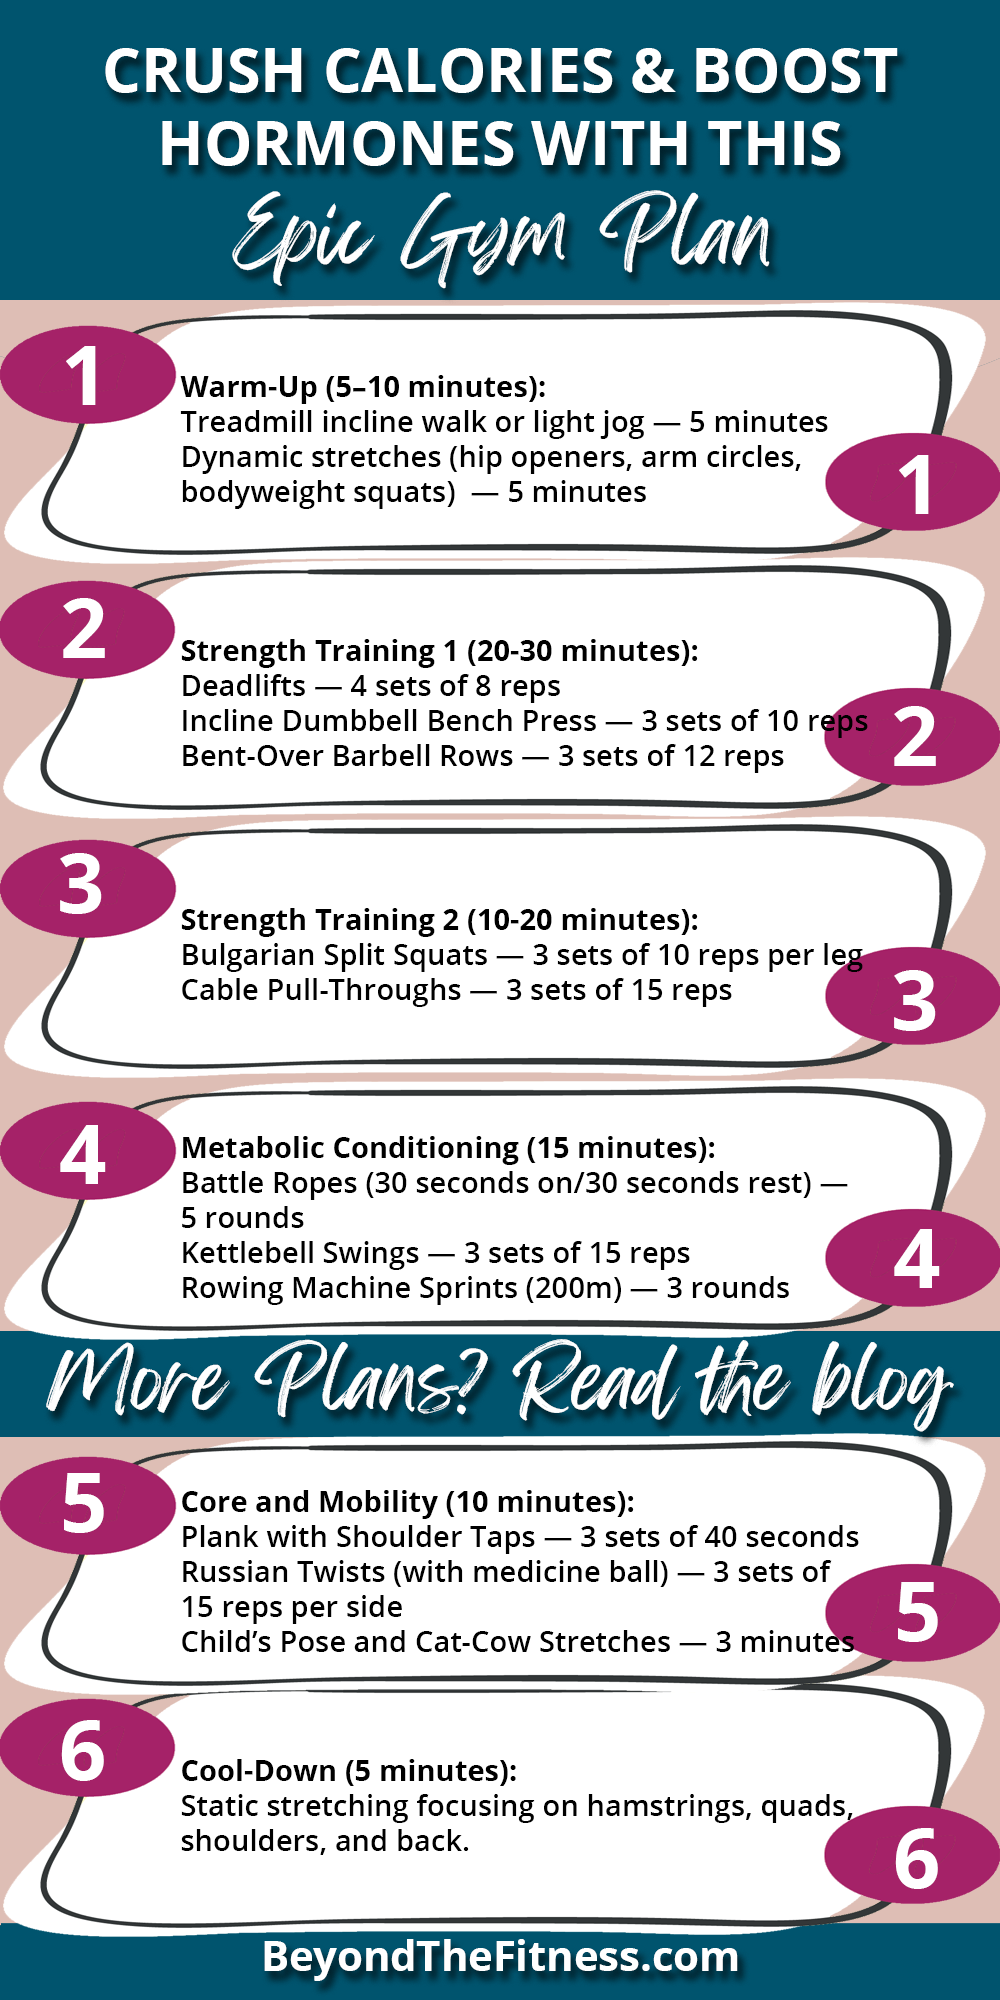 CRUSH CALORIES & BOOST
HORMONES WITH THIS
Epic Gym Plan
1
Warm-Up (5–10 minutes):
Treadmill incline walk or light jog — 5 minutes
Dynamic stretches (hip openers, arm circles,
bodyweight squats)  — 5 minutes
1
2
Strength Training 1 (20-30 minutes):
Deadlifts — 4 sets of 8 reps
Incline Dumbbell Bench Press — 3 sets of 10 reps
Bent-Over Barbell Rows — 3 sets of 12 reps
2
3
Strength Training 2 (10-20 minutes):
Bulgarian Split Squats — 3 sets of 10 reps per leg
Cable Pull-Throughs — 3 sets of 15 reps
3
4
Metabolic Conditioning (15 minutes):
Battle Ropes (30 seconds on/30 seconds rest) —
5 rounds
Kettlebell Swings — 3 sets of 15 reps
Rowing Machine Sprints (200m) — 3 rounds
4
More Plans? Read the blog
5
Core and Mobility (10 minutes):
Plank with Shoulder Taps — 3 sets of 40 seconds
Russian Twists (with medicine ball) — 3 sets of
15 reps per side
Child’s Pose and Cat-Cow Stretches — 3 minutes
5
6
Cool-Down (5 minutes):
Static stretching focusing on hamstrings, quads,
shoulders, and back.
6
BeyondTheFitness.com